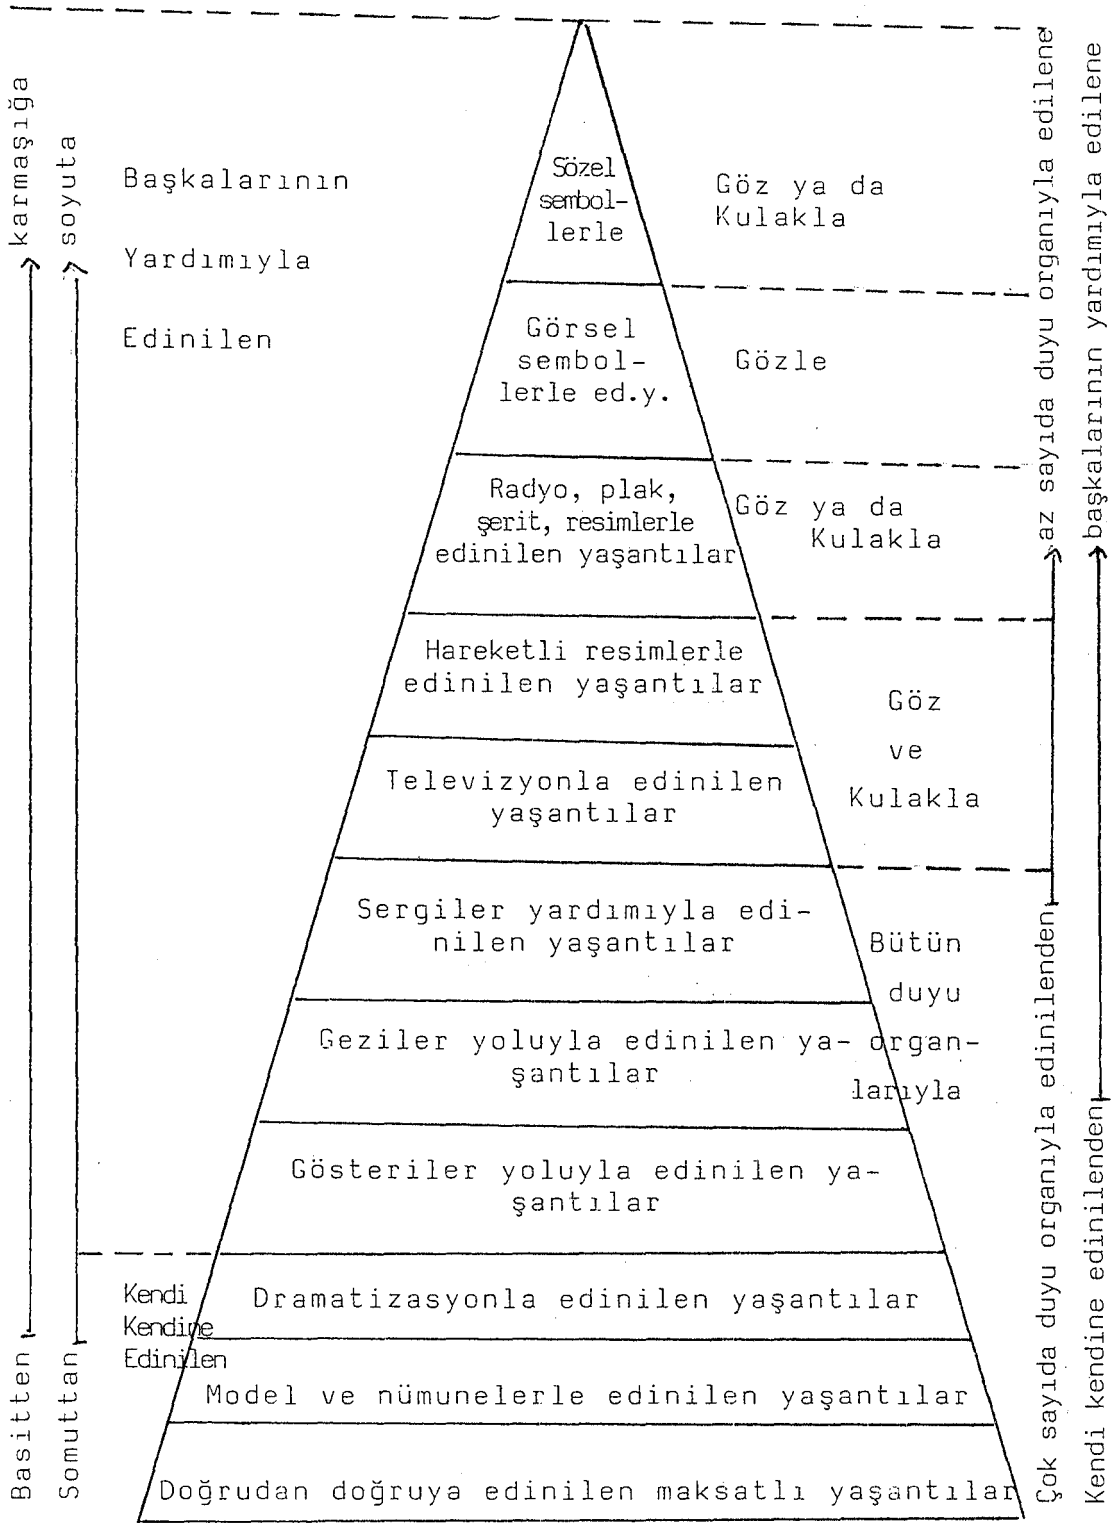 Basitten karmaşığa
Somuttan soyuta
Başkalarının
Yardımıyla
Edinilen
Kendi
Kendine
Edinilen
Sözel
sembol-
lerle
Görsel
sembol-
lerle ed.y.
Radyo, plak,
şerit, resimlerle
edinilen yaşantılar
Hareketli resimlerle
edinilen yaşantılar
Televizyonla edinilen
yaşantılar
Sergiler yardımıyla edi-
nilen yaşantılar
Geziler yoluyla edinilen ya-
şantılar
Gösteriler yoluyla edinilen ya-
şantılar
Dramatizasyonla edinilen yaşantılar
Model ve nümunelerle edinilen yaşantılar
Doğrudan doğruya edinilen maksatlı yaşantılar
Göz ya da
Kulakla
Gözle
Göz ya da
Kulakla
Göz
ve
Kulakla
Bütün
duyu
organ-
larıyla
Çok sayıda duyu organıyla edinilenden az sayıda duyu organıyla edilene
Kendi kendine edinilenden başkalarının yardımıyla edilene